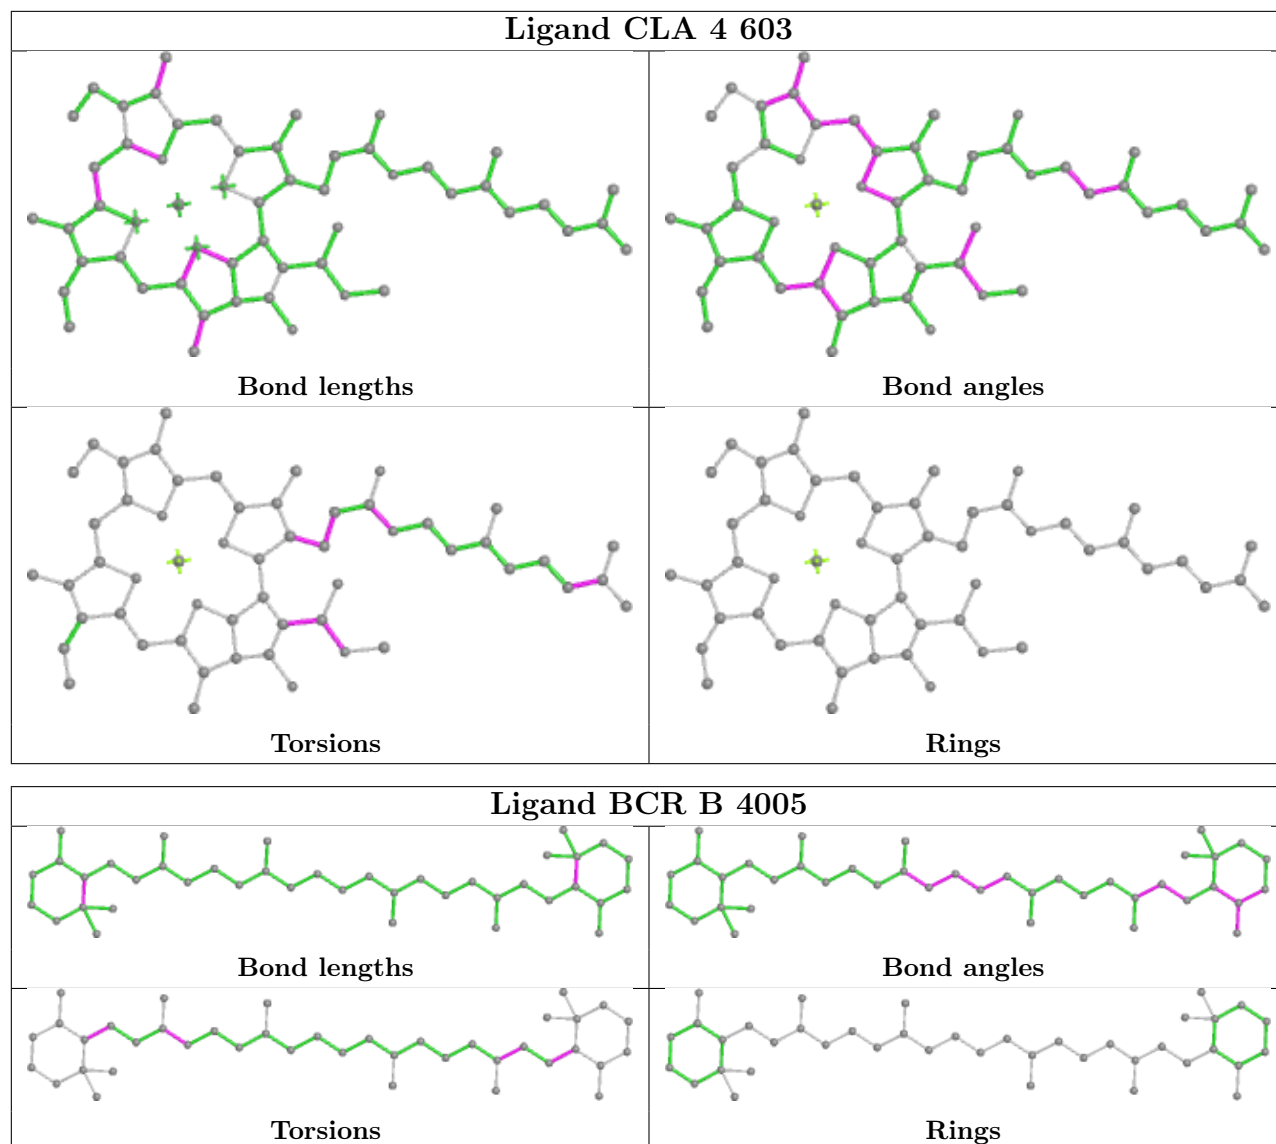 Ligand CLA 4 603
Bond lengths
Bond angles
Torsions
Rings
Ligand BCR B 4005
Bond lengths
Bond angles
Torsions
Rings